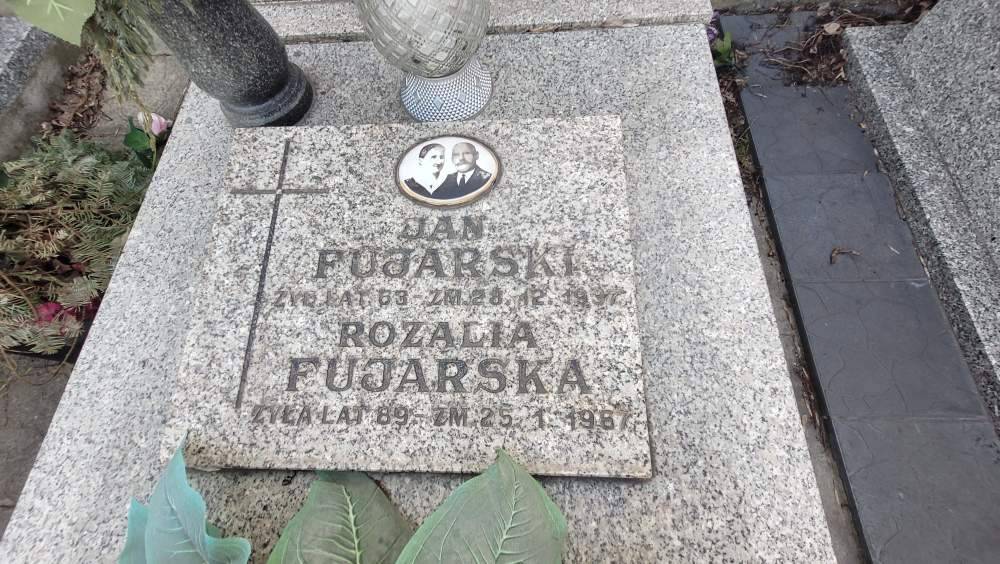 JAN
FUJARSKI
ŻYŁ LAT 63 - ZM. 28. 12. 1937.
ROZALIA
FUJARSKA
ŻYŁA LAT 89 - ZM. 25. 1. 1967.